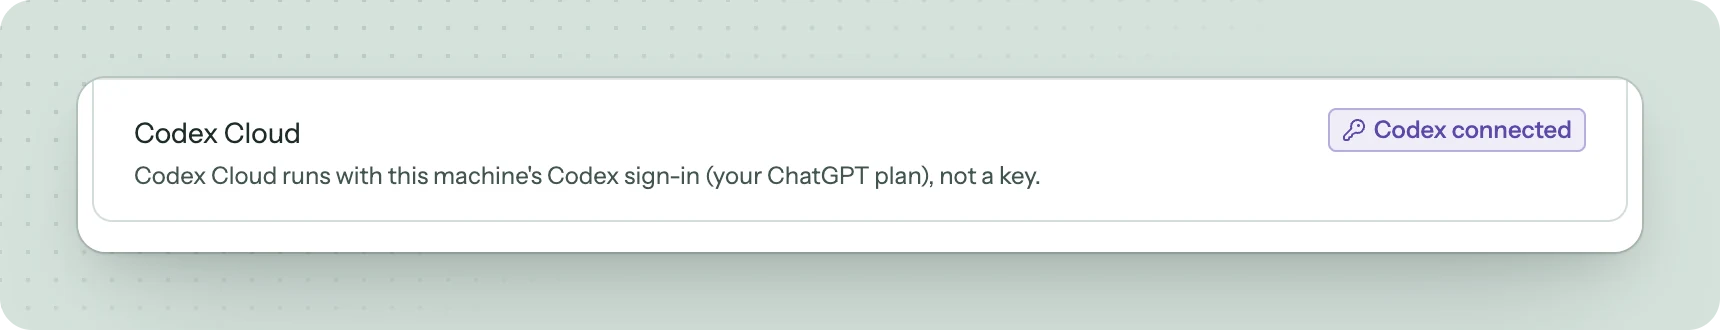 Codex Cloud
Codex connected
Codex Cloud runs with this machine's Codex sign-in (your ChatGPT plan), not a key.